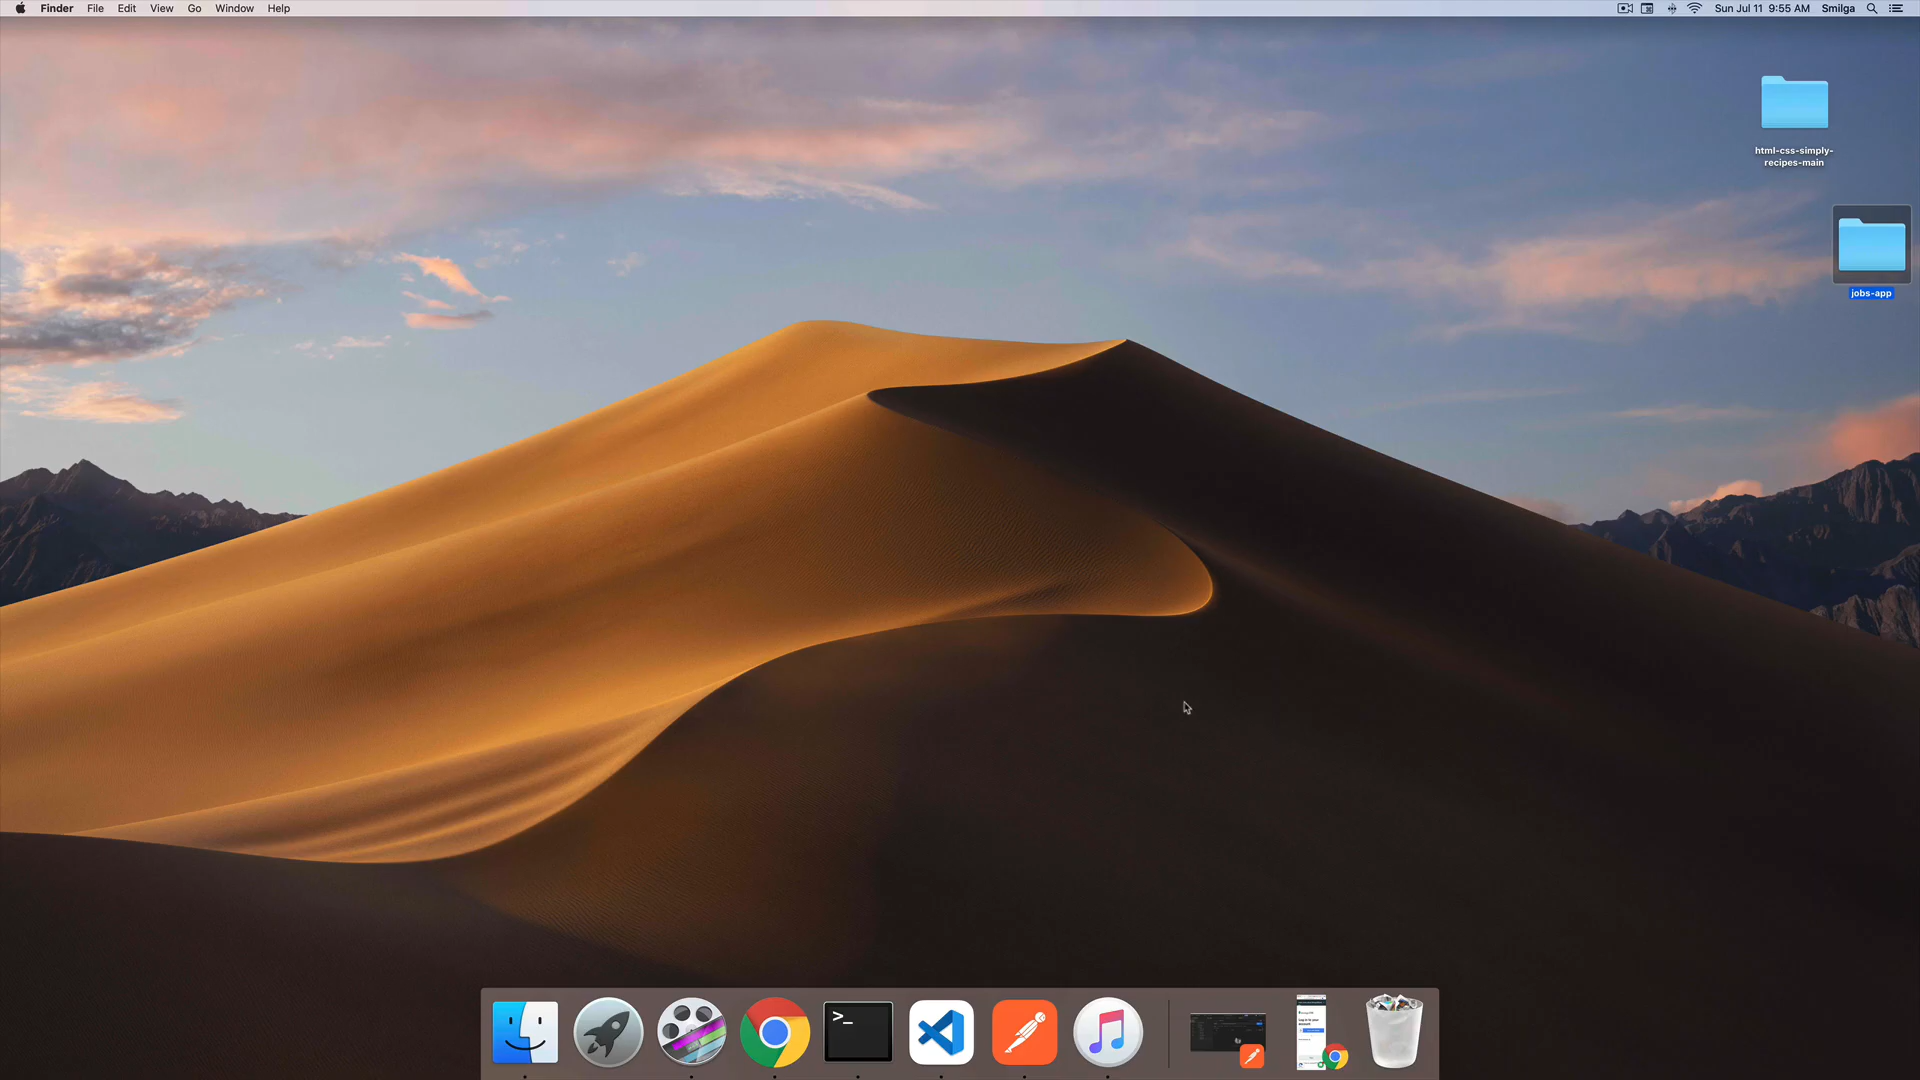 Finder File Edit View Go Window Help
Sun Jul 11 9:55 AM Smilga
html-css-simply-
recipes-main
jobs-app
>_